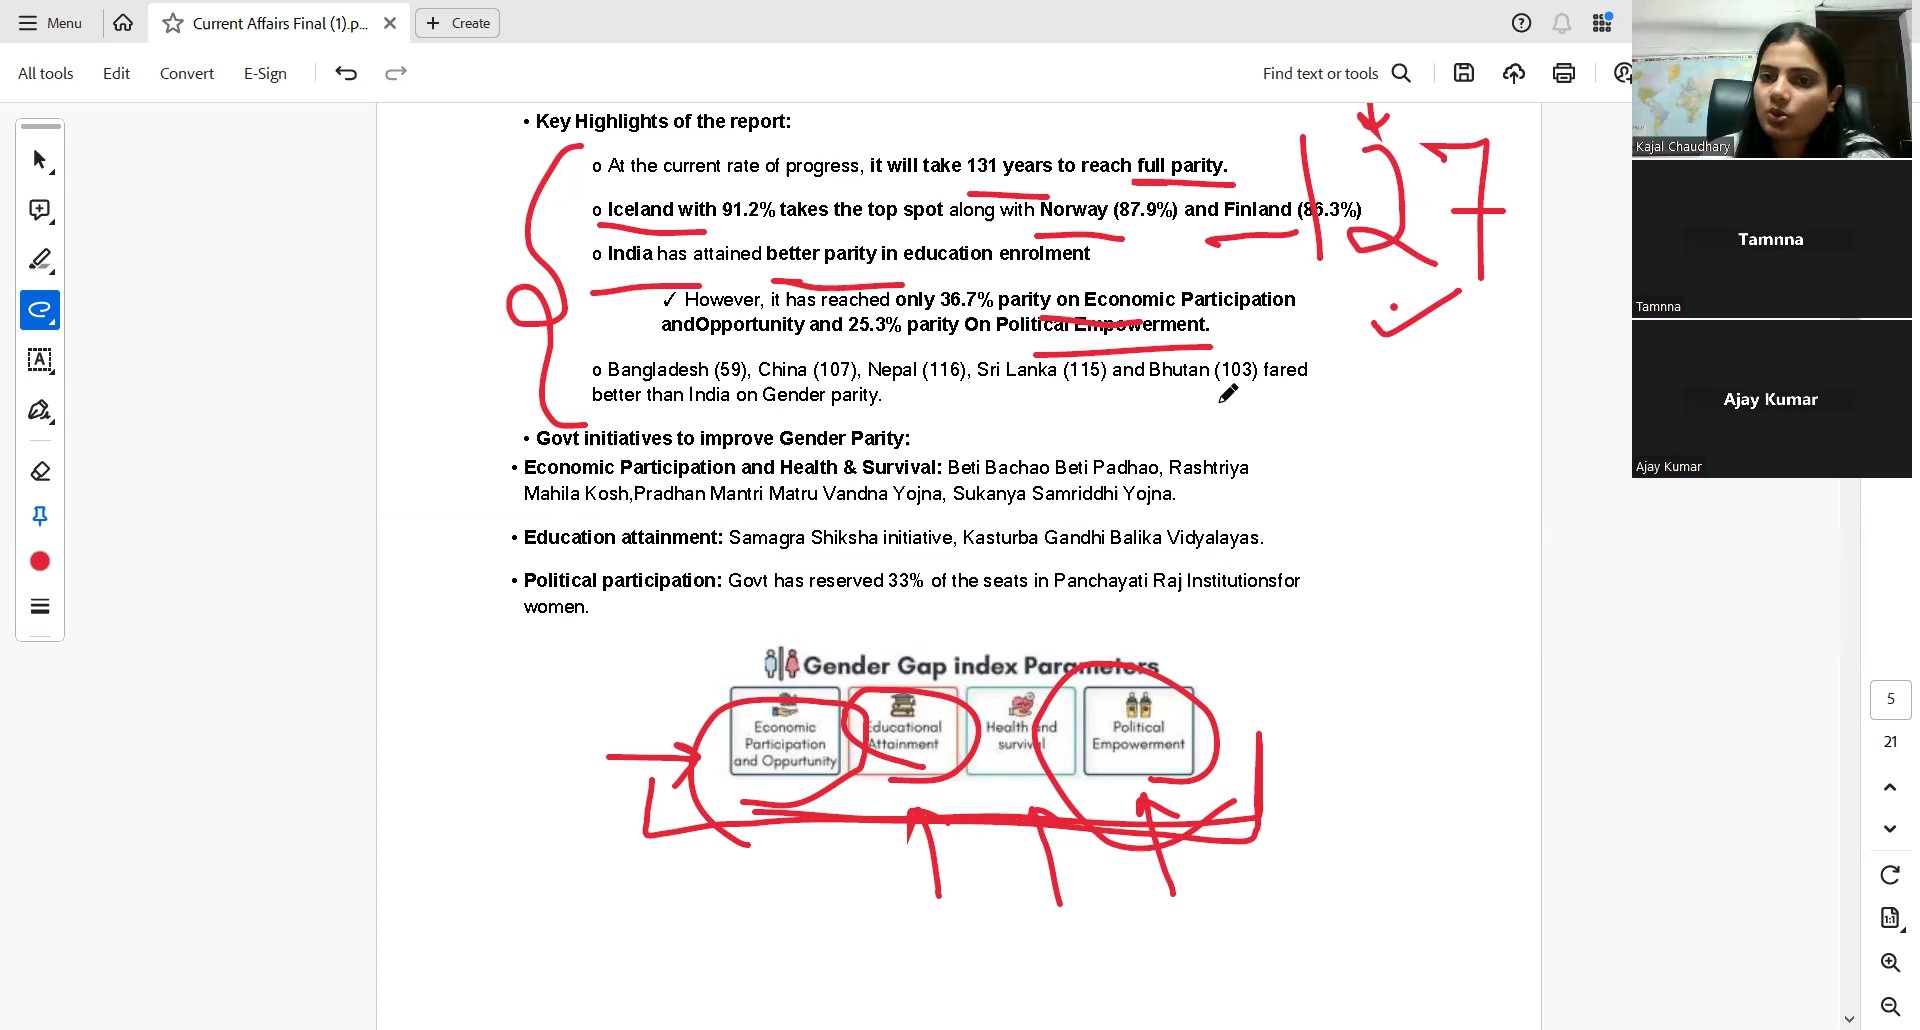 Menu
Current Affairs Final (1).p...
Create
All tools
Edit
Convert
E-Sign
Find text or tools
• Key Highlights of the report:
o At the current rate of progress, it will take 131 years to reach full parity.
o Iceland with 91.2% takes the top spot along with Norway (87.9%) and Finland (86.3%)
o India has attained better parity in education enrolment
✓ However, it has reached only 36.7% parity on Economic Participation
andOpportunity and 25.3% parity On Political Empowerment.
o Bangladesh (59), China (107), Nepal (116), Sri Lanka (115) and Bhutan (103) fared
better than India on Gender parity.
• Govt initiatives to improve Gender Parity:
• Economic Participation and Health & Survival: Beti Bachao Beti Padhao, Rashtriya
Mahila Kosh,Pradhan Mantri Matru Vandna Yojna, Sukanya Samriddhi Yojna.
• Education attainment: Samagra Shiksha initiative, Kasturba Gandhi Balika Vidyalayas.
• Political participation: Govt has reserved 33% of the seats in Panchayati Raj Institutionsfor
women.
Gender Gap index Parameters
Economic
Participation
and Oppurtunity
Educational
Attainment
Health and
survival
Political
Empowerment
127
Kajal Chaudhary
Tamnna
Tamnna
Ajay Kumar
Ajay Kumar
5
21
1:1